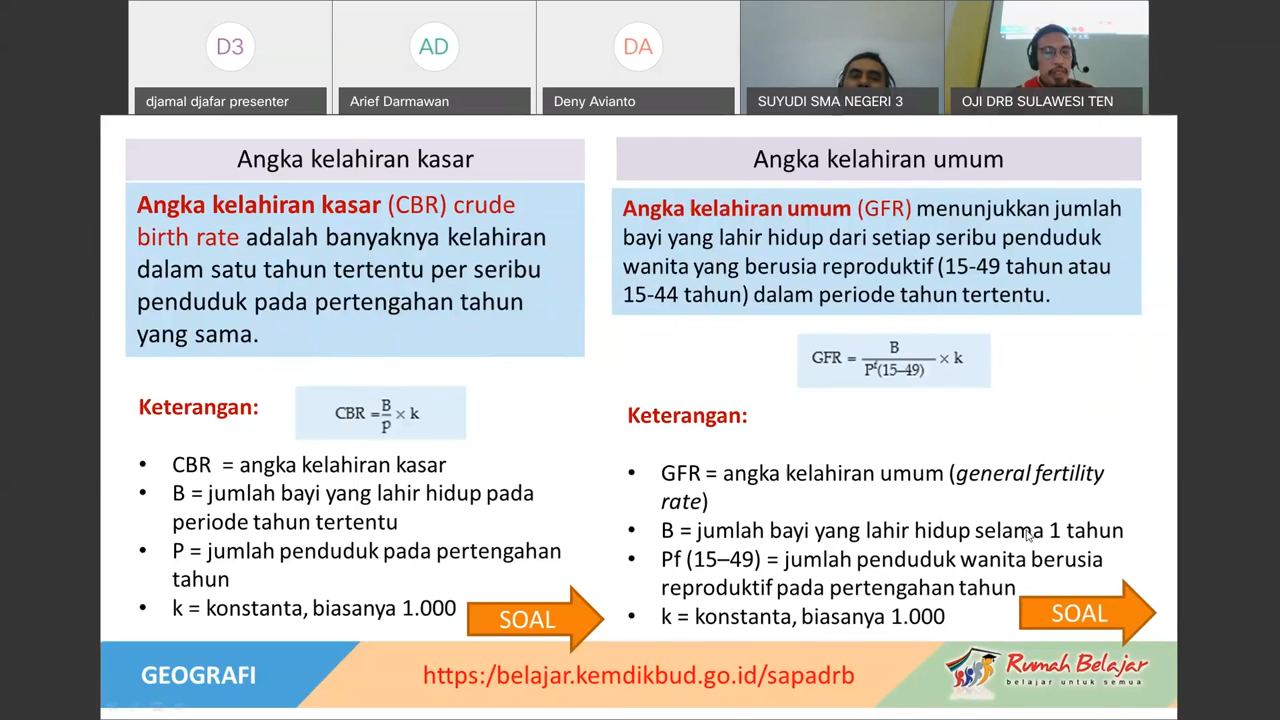 D3
AD
DA
djamal djafar presenter
Arief Darmawan
Deny Avianto
SUYUDI SMA NEGERI 3
OJI DRB SULAWESI TEN
Angka kelahiran kasar
Angka kelahiran kasar (CBR) crude
birth rate adalah banyaknya kelahiran
dalam satu tahun tertentu per seribu
penduduk pada pertengahan tahun
yang sama.
Keterangan:
CBR = B/p × k
• CBR = angka kelahiran kasar
• B = jumlah bayi yang lahir hidup pada
periode tahun tertentu
• P = jumlah penduduk pada pertengahan
tahun
• k = konstanta, biasanya 1.000
SOAL
Angka kelahiran umum
Angka kelahiran umum (GFR) menunjukkan jumlah
bayi yang lahir hidup dari setiap seribu penduduk
wanita yang berusia reproduktif (15-49 tahun atau
15-44 tahun) dalam periode tahun tertentu.
GFR = B/Pf(15–49) × k
Keterangan:
• GFR = angka kelahiran umum (general fertility
rate)
• B = jumlah bayi yang lahir hidup selama 1 tahun
• Pf (15–49) = jumlah penduduk wanita berusia
reproduktif pada pertengahan tahun
• k = konstanta, biasanya 1.000
SOAL
GEOGRAFI
https:/belajar.kemdikbud.go.id/sapadrb
Rumah Belajar
belajar untuk semua